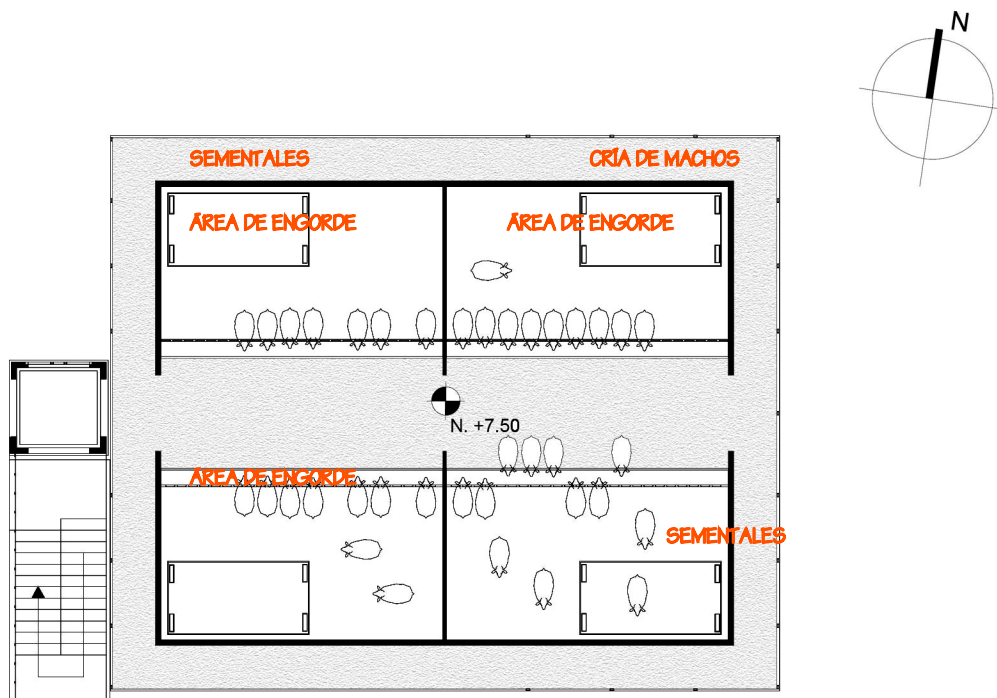 N
SEMENTALES
CRÍA DE MACHOS
ÁREA DE ENGORDE
ÁREA DE ENGORDE
N. +7.50
ÁREA DE ENGORDE
SEMENTALES